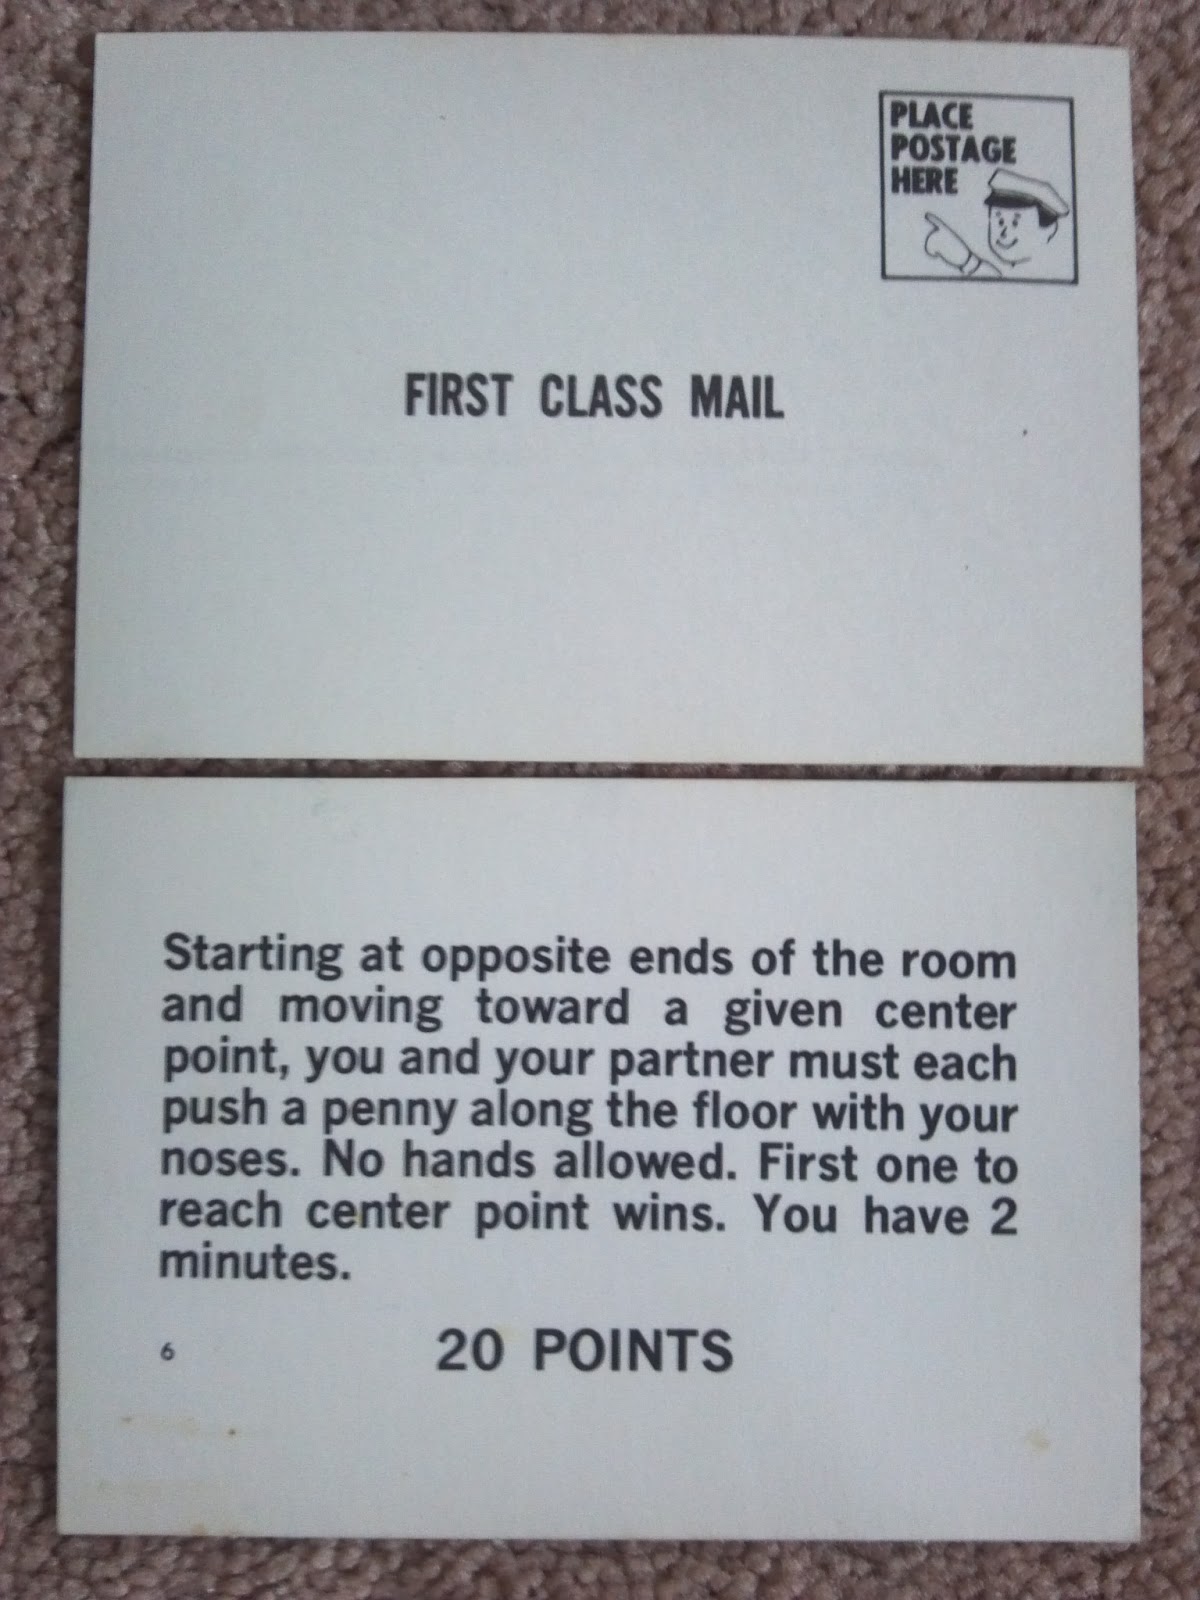 PLACE
POSTAGE
HERE
FIRST CLASS MAIL
Starting at opposite ends of the room
and moving toward a given center
point, you and your partner must each
push a penny along the floor with your
noses. No hands allowed. First one to
reach center point wins. You have 2
minutes.
20 POINTS
6